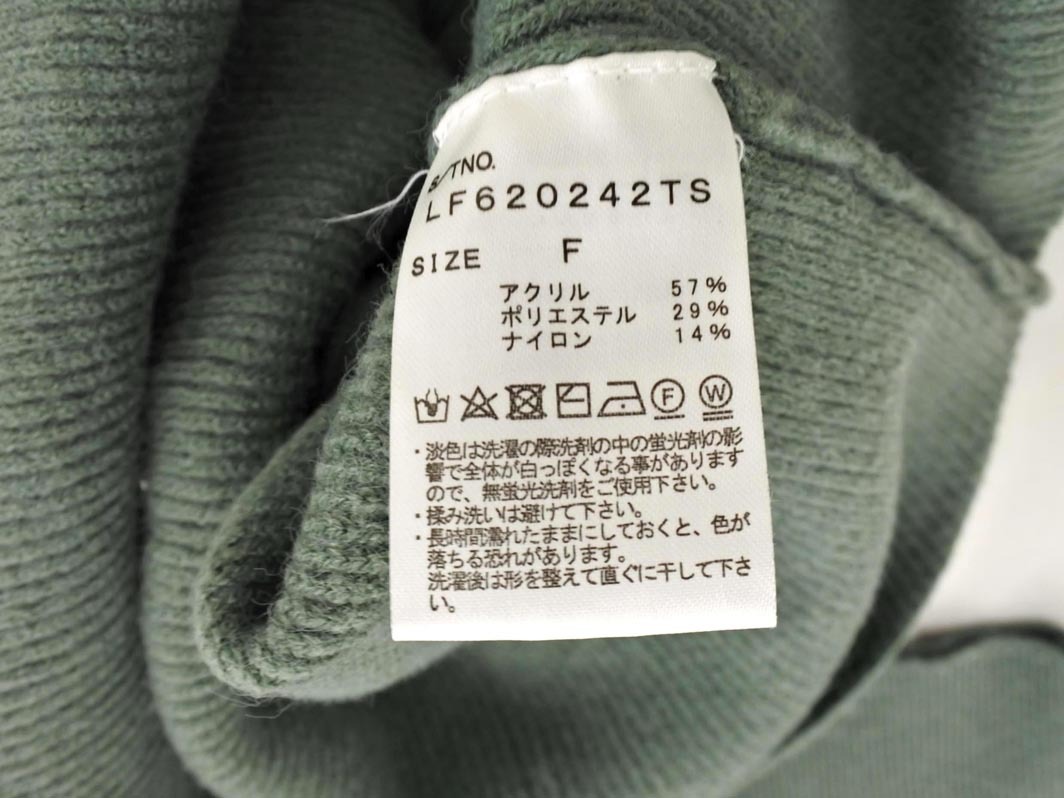 S/TNO.
LF620242TS
SIZE F
アクリル 57%
ポリエステル 29%
ナイロン 14%
F W
・淡色は洗濯の際洗剤の中の蛍光剤の影
響で全体が白っぽくなる事があります
ので、無蛍光洗剤をご使用下さい。
・揉み洗いは避けて下さい。
・長時間濡れたままにしておくと、色が
落ちる恐れがあります。
洗濯後は形を整えて直ぐに干して下さ
い。